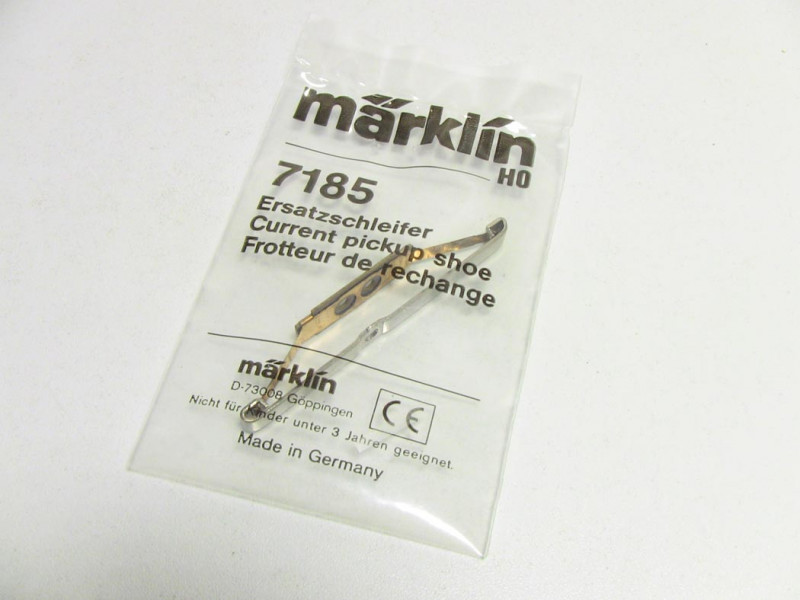 märklin
H0
7185
Ersatzschleifer
Current pickup shoe
Frotteur de rechange
märklin
D-73008 Göppingen
CE
Nicht für Kinder unter 3 Jahren geeignet.
Made in Germany